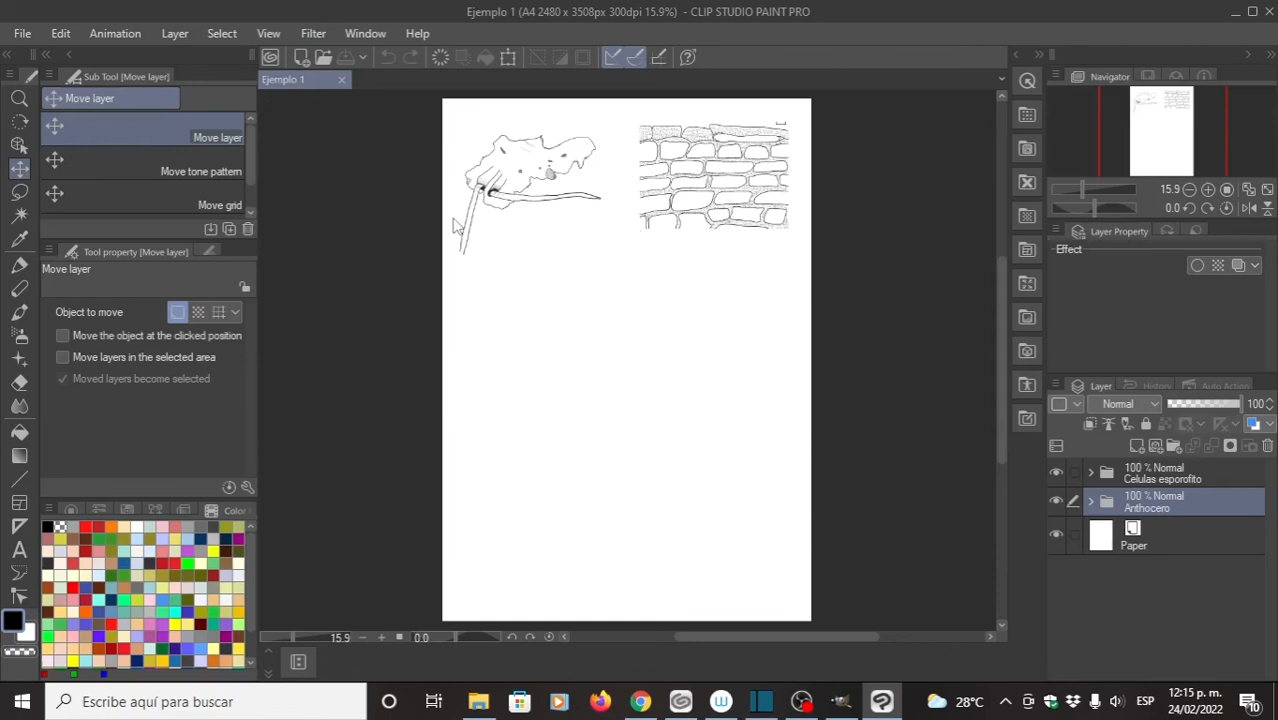 Ejemplo 1 (A4 2480 x 3508px 300dpi 15.9%) - CLIP STUDIO PAINT PRO
File Edit Animation Layer Select View Filter Window Help
Sub Tool [Move layer]
Ejemplo 1
Navigator
Move layer
Move layer
Move tone pattern
Move grid
15.9
0.0
Tool property [Move layer]
Layer Property
Effect
Move layer
Object to move
Move the object at the clicked position
Move layers in the selected area
Moved layers become selected
Layer History Auto Action
Normal 100
100 % Normal
Celulas esporofito
100 % Normal
Anthocero
Paper
Color
15.9 0.0
Escribe aquí para buscar
28°C
ESP
12:15 p. m.
24/02/2022
10